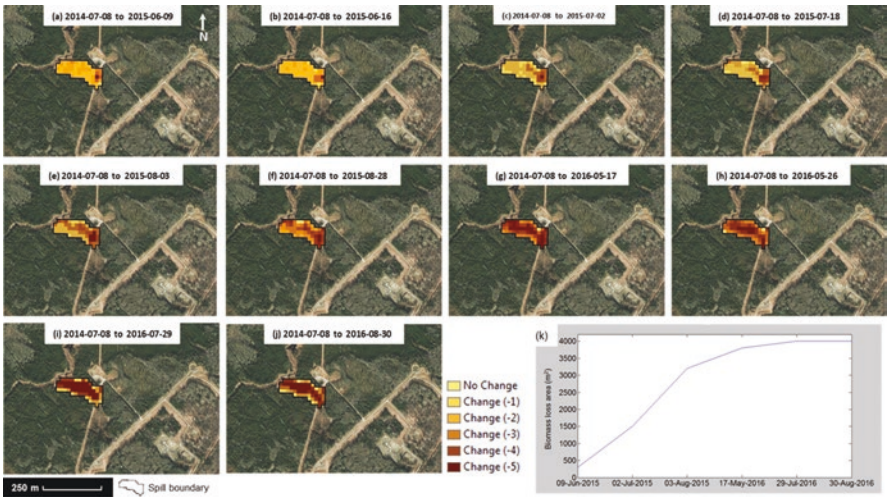 (a) 2014-07-08 to 2015-06-09
N
(b) 2014-07-08 to 2015-06-16
(c) 2014-07-08 to 2015-07-02
(d) 2014-07-08 to 2015-07-18
(e) 2014-07-08 to 2015-08-03
(f) 2014-07-08 to 2015-08-28
(g) 2014-07-08 to 2016-05-17
(h) 2014-07-08 to 2016-05-26
(i) 2014-07-08 to 2016-07-29
(j) 2014-07-08 to 2016-08-30
No Change
Change (-1)
Change (-2)
Change (-3)
Change (-4)
Change (-5)
250 m
Spill boundary
(k)
Biomass loss area (m²)
4000
3500
3000
2500
2000
1500
1000
500
0
09-Jun-2015
02-Jul-2015
03-Aug-2015
17-May-2016
29-Jul-2016
30-Aug-2016